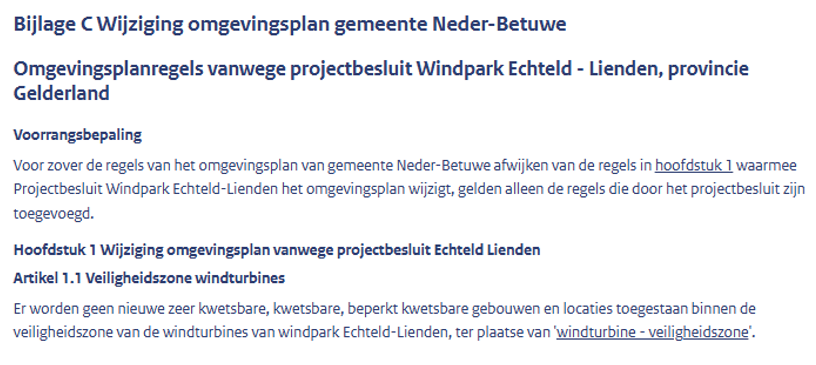 Bijlage C Wijziging omgevingsplan gemeente Neder-Betuwe
Omgevingsplanregels vanwege projectbesluit Windpark Echteld - Lienden, provincie
Gelderland
Voorrangsbepaling
Voor zover de regels van het omgevingsplan van gemeente Neder-Betuwe afwijken van de regels in hoofdstuk 1 waarmee
Projectbesluit Windpark Echteld-Lienden het omgevingsplan wijzigt, gelden alleen de regels die door het projectbesluit zijn
toegevoegd.
Hoofdstuk 1 Wijziging omgevingsplan vanwege projectbesluit Echteld Lienden
Artikel 1.1 Veiligheidszone windturbines
Er worden geen nieuwe zeer kwetsbare, kwetsbare, beperkt kwetsbare gebouwen en locaties toegestaan binnen de
veiligheidszone van de windturbines van windpark Echteld-Lienden, ter plaatse van 'windturbine - veiligheidszone'.